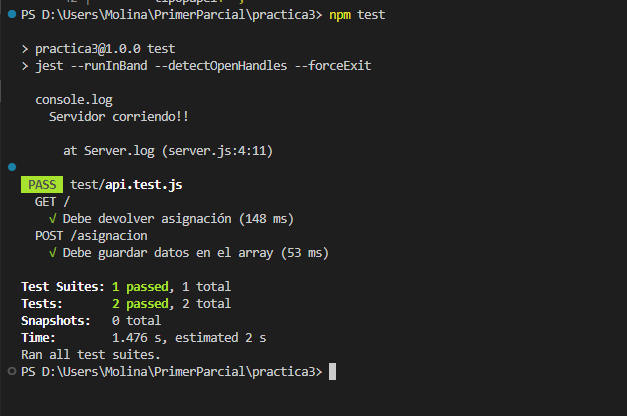 PS D:\Users\Molina\PrimerParcial\practica3> npm test
> practica3@1.0.0 test
> jest --runInBand --detectOpenHandles --forceExit
console.log
Servidor corriendo!!
at Server.log (server.js:4:11)
PASS test/api.test.js
GET /
√ Debe devolver asignación (148 ms)
POST /asignacion
√ Debe guardar datos en el array (53 ms)
Test Suites: 1 passed, 1 total
Tests: 2 passed, 2 total
Snapshots: 0 total
Time: 1.476 s, estimated 2 s
Ran all test suites.
PS D:\Users\Molina\PrimerParcial\practica3>